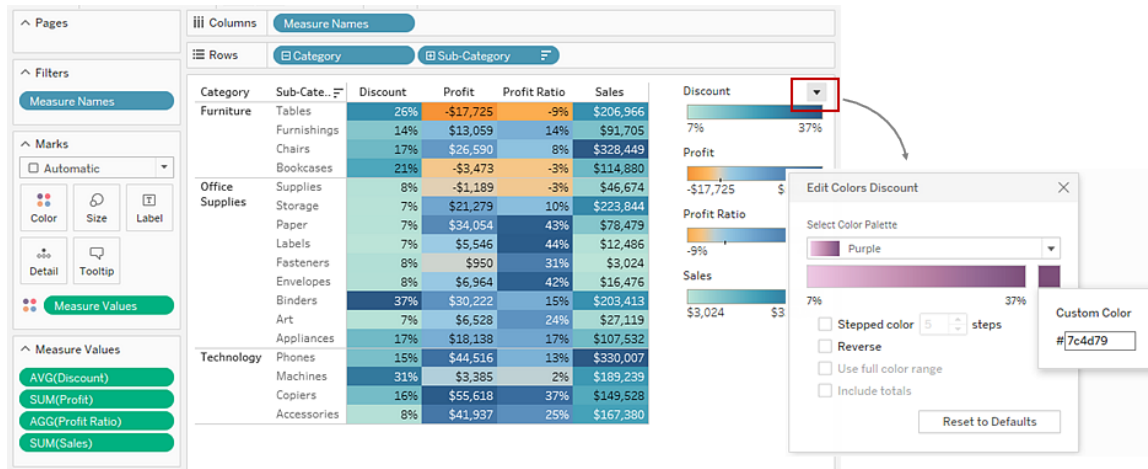 Pages
Columns
Measure Names
Rows
Category
Sub-Category
Filters
Measure Names
Marks
Automatic
Color
Size
Label
Detail
Tooltip
Measure Values
Measure Values
AVG(Discount)
SUM(Profit)
AGG(Profit Ratio)
SUM(Sales)
Category Sub-Cate.. Discount Profit Profit Ratio Sales
Furniture Tables 26% -$17,725 -9% $206,966
Furnishings 14% $13,059 14% $91,705
Chairs 17% $26,590 8% $328,449
Bookcases 21% -$3,473 -3% $114,880
Office Supplies 8% -$1,189 -3% $46,674
Supplies Storage 7% $21,279 10% $223,844
Paper 7% $34,054 43% $78,479
Labels 7% $5,546 44% $12,486
Fasteners 8% $950 31% $3,024
Envelopes 8% $6,964 42% $16,476
Binders 37% $30,222 15% $203,413
Art 7% $6,528 24% $27,119
Appliances 17% $18,138 17% $107,532
Technology Phones 15% $44,516 13% $330,007
Machines 31% $3,385 2% $189,239
Copiers 16% $55,618 37% $149,528
Accessories 8% $41,937 25% $167,380
Discount
7% 37%
Profit
-$17,725 $
Profit Ratio
-9%
Sales
$3,024 $3
Edit Colors Discount
Select Color Palette
Purple
7% 37%
Stepped color 5 steps
Reverse
Use full color range
Include totals
Reset to Defaults
Custom Color
#7c4d79